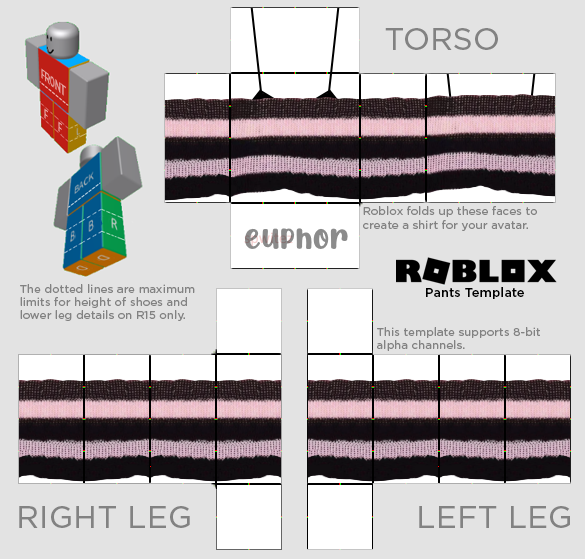 TORSO
FRONT
L
F
F
BACK
B
B
R
Roblox folds up these faces to
create a shirt for your avatar.
euphor
ROBLOX
Pants Template
The dotted lines are maximum
limits for height of shoes and
lower leg details on R15 only.
This template supports 8-bit
alpha channels.
RIGHT LEG
LEFT LEG